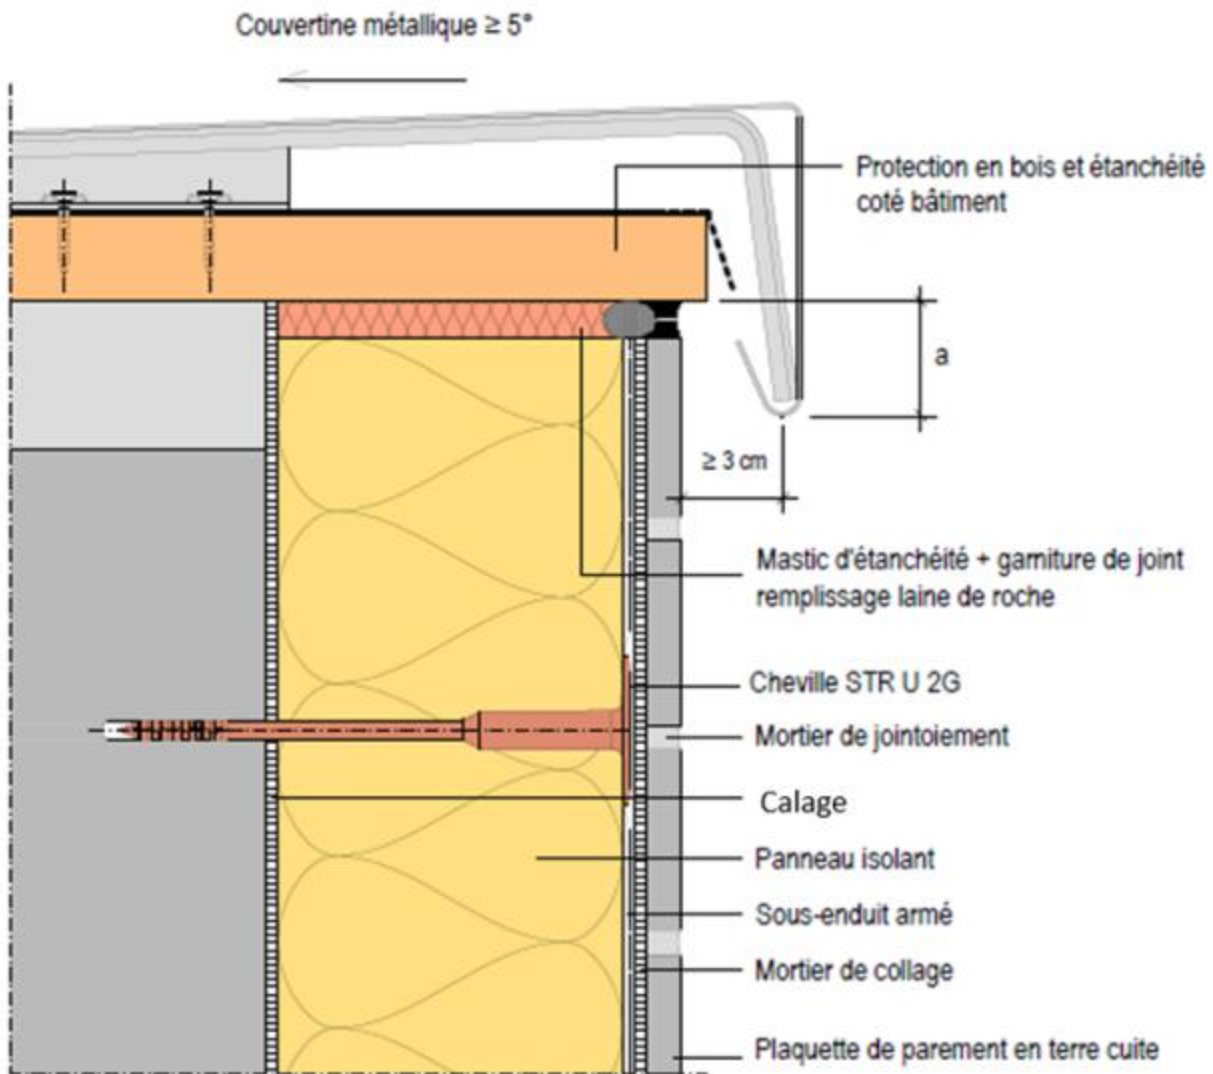 Couvertine métallique ≥ 5°
Protection en bois et étanchéité
coté bâtiment
a
≥ 3 cm
Mastic d'étanchéité + garniture de joint
remplissage laine de roche
Cheville STR U 2G
Mortier de jointoiement
Calage
Panneau isolant
Sous-enduit armé
Mortier de collage
Plaquette de parement en terre cuite